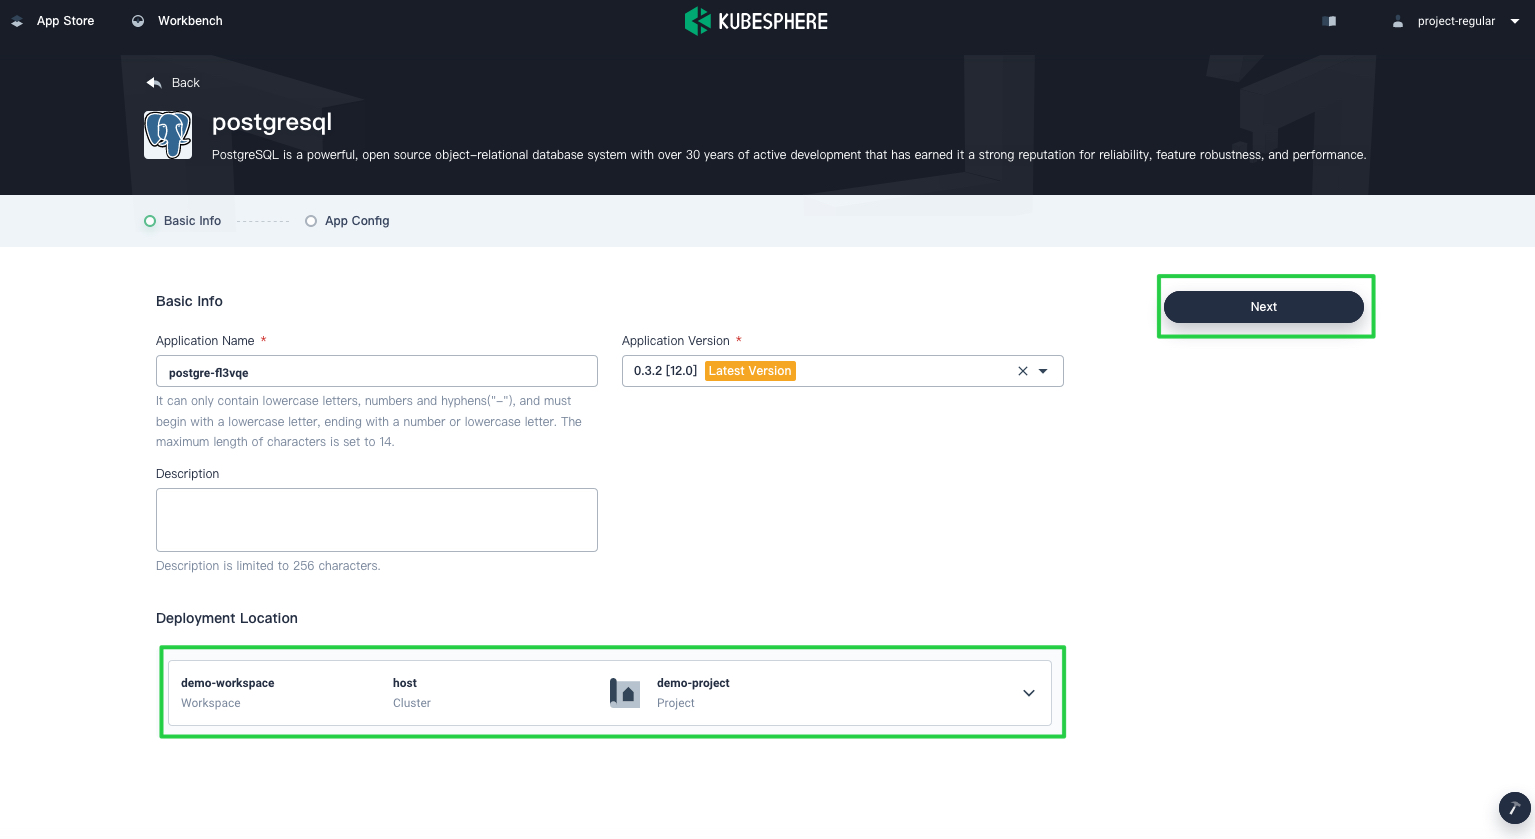 App Store
Workbench
KUBESPHERE
project-regular
Back
postgresql
PostgreSQL is a powerful, open source object-relational database system with over 30 years of active development that has earned it a strong reputation for reliability, feature robustness, and performance.
Basic Info
App Config
Basic Info
Next
Application Name *
Application Version *
postgre-fl3vqe
0.3.2 [12.0] Latest Version
It can only contain lowercase letters, numbers and hyphens("-"), and must
begin with a lowercase letter, ending with a number or lowercase letter. The
maximum length of characters is set to 14.
Description
Description is limited to 256 characters.
Deployment Location
demo-workspace
Workspace
host
Cluster
demo-project
Project